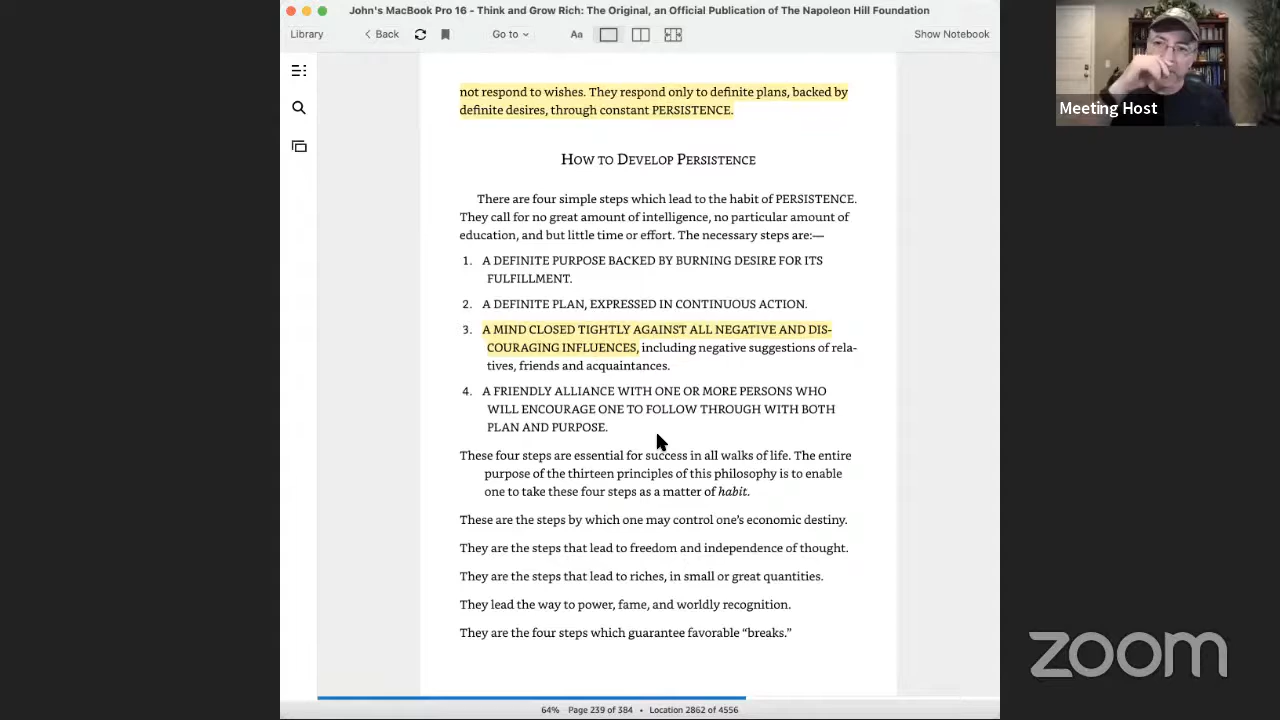 John's MacBook Pro 16 - Think and Grow Rich: The Original, an Official Publication of The Napoleon Hill Foundation
Library
Back
Go to
Aa
Show Notebook
Meeting Host
not respond to wishes. They respond only to definite plans, backed by
definite desires, through constant PERSISTENCE.
HOW TO DEVELOP PERSISTENCE
There are four simple steps which lead to the habit of PERSISTENCE.
They call for no great amount of intelligence, no particular amount of
education, and but little time or effort. The necessary steps are:—
1. A DEFINITE PURPOSE BACKED BY BURNING DESIRE FOR ITS
FULFILLMENT.
2. A DEFINITE PLAN, EXPRESSED IN CONTINUOUS ACTION.
3. A MIND CLOSED TIGHTLY AGAINST ALL NEGATIVE AND DIS-
COURAGING INFLUENCES, including negative suggestions of rela-
tives, friends and acquaintances.
4. A FRIENDLY ALLIANCE WITH ONE OR MORE PERSONS WHO
WILL ENCOURAGE ONE TO FOLLOW THROUGH WITH BOTH
PLAN AND PURPOSE.
These four steps are essential for success in all walks of life. The entire
purpose of the thirteen principles of this philosophy is to enable
one to take these four steps as a matter of habit.
These are the steps by which one may control one's economic destiny.
They are the steps that lead to freedom and independence of thought.
They are the steps that lead to riches, in small or great quantities.
They lead the way to power, fame, and worldly recognition.
They are the four steps which guarantee favorable “breaks.”
zoom
64% Page 239 of 384 • Location 2862 of 4556